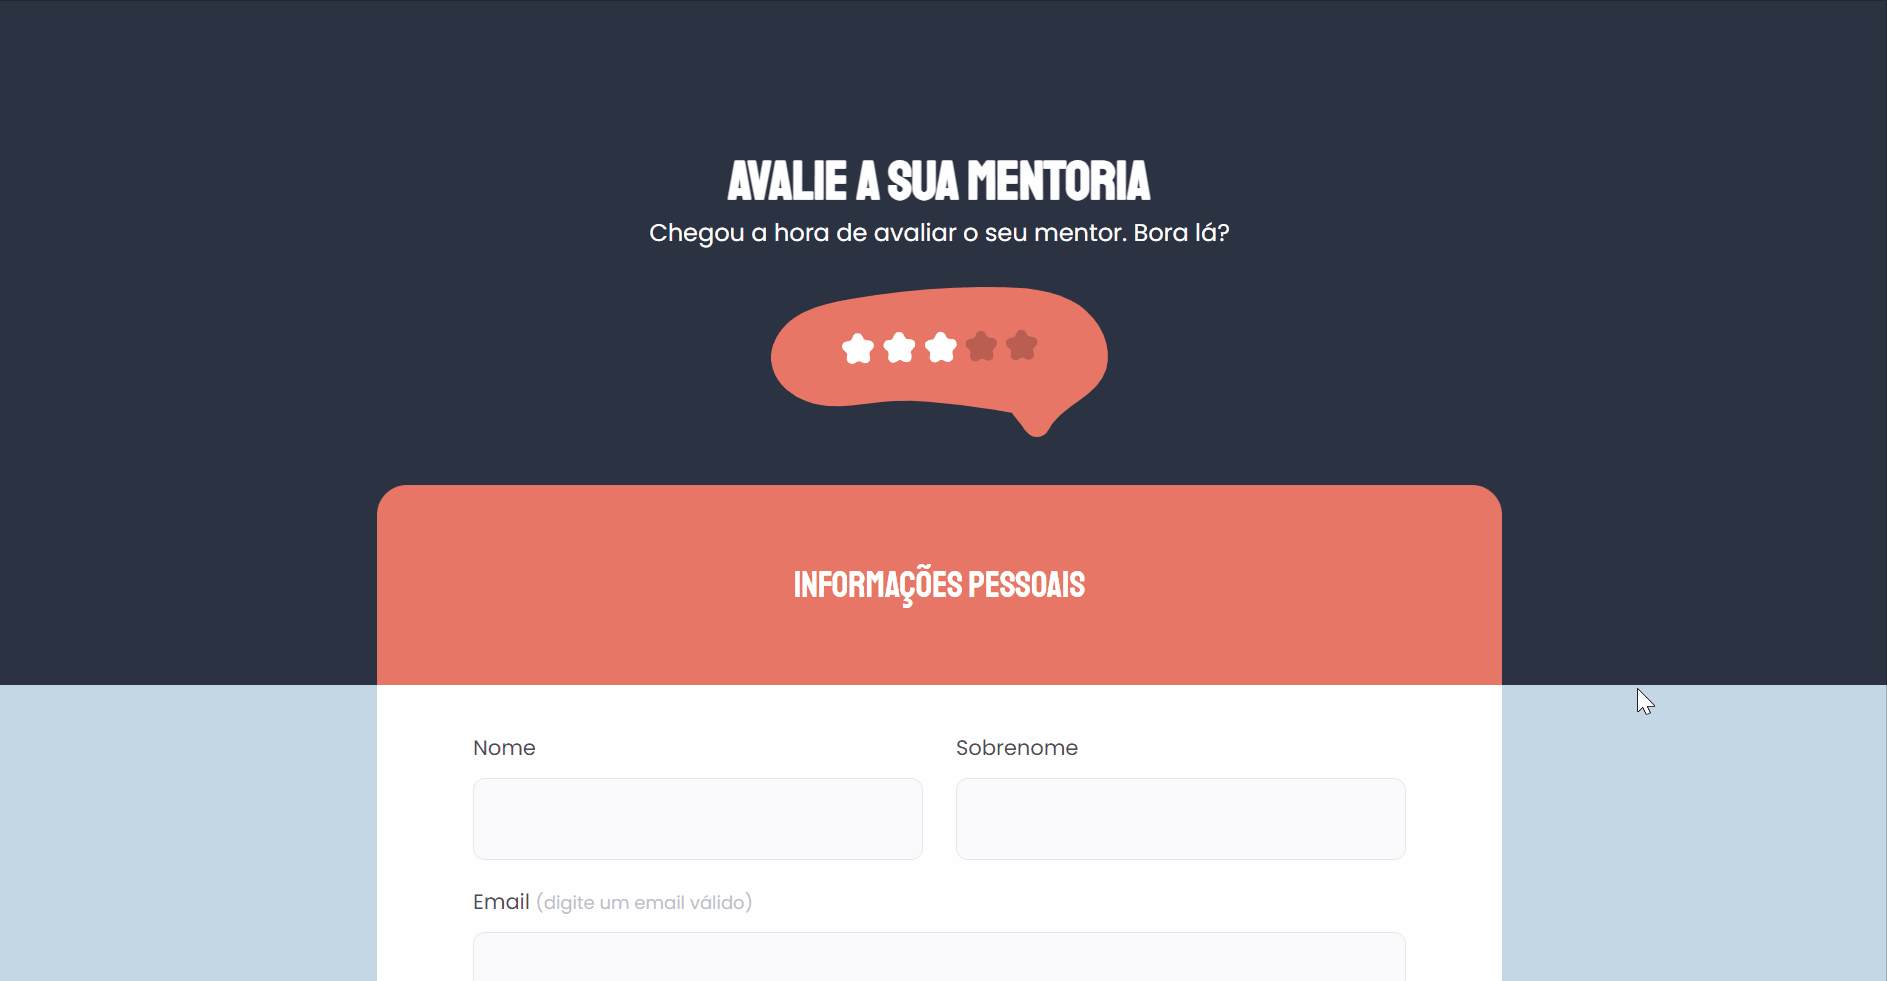 AVALIE A SUA MENTORIA
Chegou a hora de avaliar o seu mentor. Bora lá?
INFORMAÇÕES PESSOAIS
Nome
Sobrenome
Email (digite um email válido)